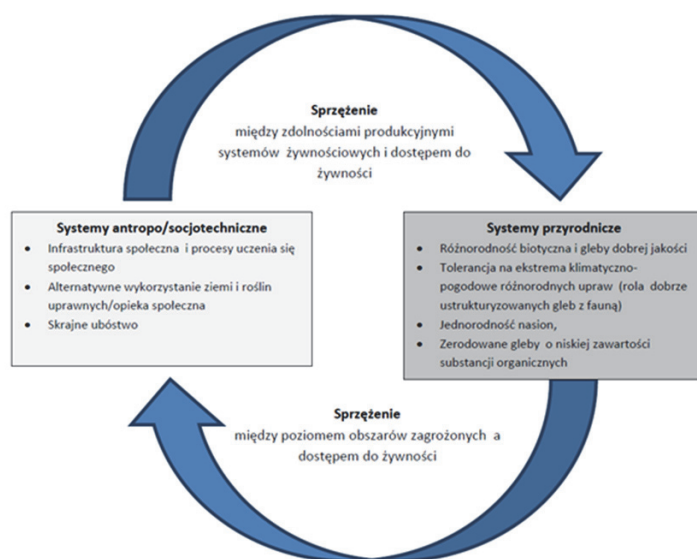 Sprzężenie
między zdolnościami produkcyjnymi
systemów żywnościowych i dostępem do
żywności
Systemy antropo/socjotechniczne
• Infrastruktura społeczna i procesy uczenia się
społecznego
• Alternatywne wykorzystanie ziemi i roślin
uprawnych/opieka społeczna
• Skrajne ubóstwo
Systemy przyrodnicze
• Różnorodność biotyczna i gleby dobrej jakości
• Tolerancja na ekstrema klimatyczno-
pogodowe różnorodnych upraw (rola dobrze
ustrukturyzowanych gleb z fauną)
• Jednorodność nasion,
• Zerodowane gleby o niskiej zawartości
substancji organicznych
Sprzężenie
między poziomem obszarów zagrożonych a
dostępem do żywności